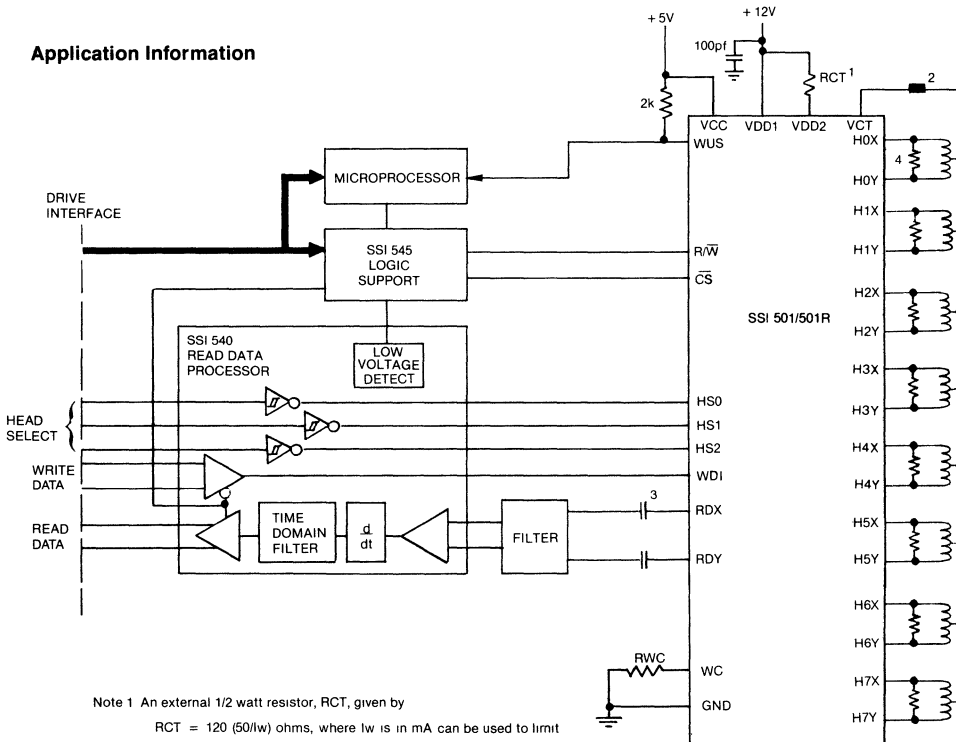 Application Information
+5V
+12V
100pf
RCT 1
2
2k
VCC
VDD1
VDD2
VCT
WUS
H0X
4
H0Y
MICROPROCESSOR
DRIVE
INTERFACE
H1X
H1Y
SSI 545
LOGIC
SUPPORT
R/W̅
C̅S̅
H2X
H2Y
SSI 501/501R
SSI 540
READ DATA
PROCESSOR
LOW
VOLTAGE
DETECT
H3X
H3Y
HEAD
SELECT
HS0
HS1
HS2
H4X
H4Y
WRITE
DATA
WDI
READ
DATA
TIME
DOMAIN
FILTER
d
dt
FILTER
3
RDX
RDY
H5X
H5Y
H6X
H6Y
RWC
WC
GND
H7X
H7Y
Note 1 An external 1/2 watt resistor, RCT, given by
RCT = 120 (50/Iw) ohms, where Iw is in mA can be used to limit